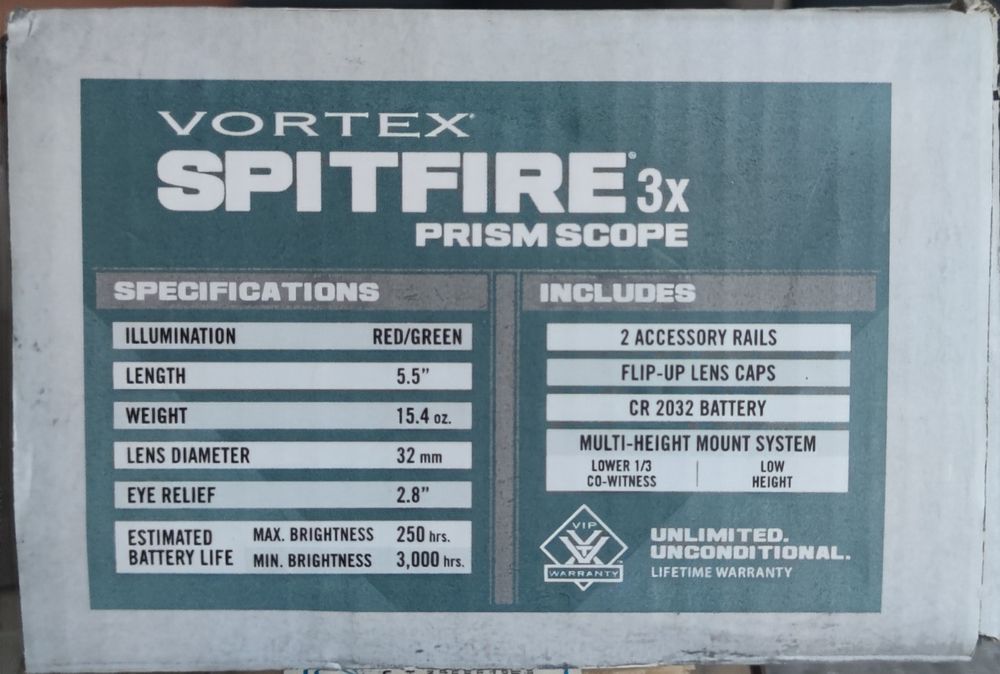 VORTEX
SPITFIRE® 3x
PRISM SCOPE
SPECIFICATIONS
ILLUMINATION RED/GREEN
LENGTH 5.5”
WEIGHT 15.4 oz.
LENS DIAMETER 32 mm
EYE RELIEF 2.8”
ESTIMATED BATTERY LIFE
MAX. BRIGHTNESS 250 hrs.
MIN. BRIGHTNESS 3,000 hrs.
INCLUDES
2 ACCESSORY RAILS
FLIP-UP LENS CAPS
CR 2032 BATTERY
MULTI-HEIGHT MOUNT SYSTEM
LOWER 1/3
CO-WITNESS
LOW
HEIGHT
VIP
WARRANTY
UNLIMITED.
UNCONDITIONAL.
LIFETIME WARRANTY